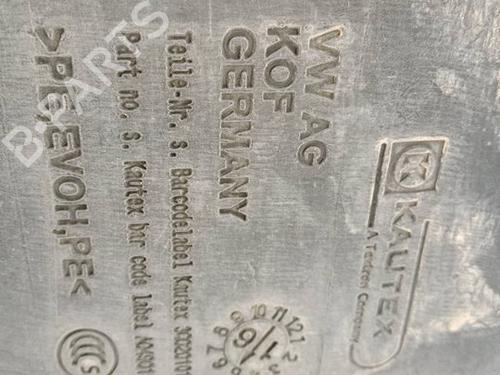 VW AG
KOF
GERMANY
Teile-Nr. s. Barcodelabel Kautex
Part no. s. Kautex bar code label
>PE,EVOH,PE<
K KAUTEX
A Textron Company
B-PARTS